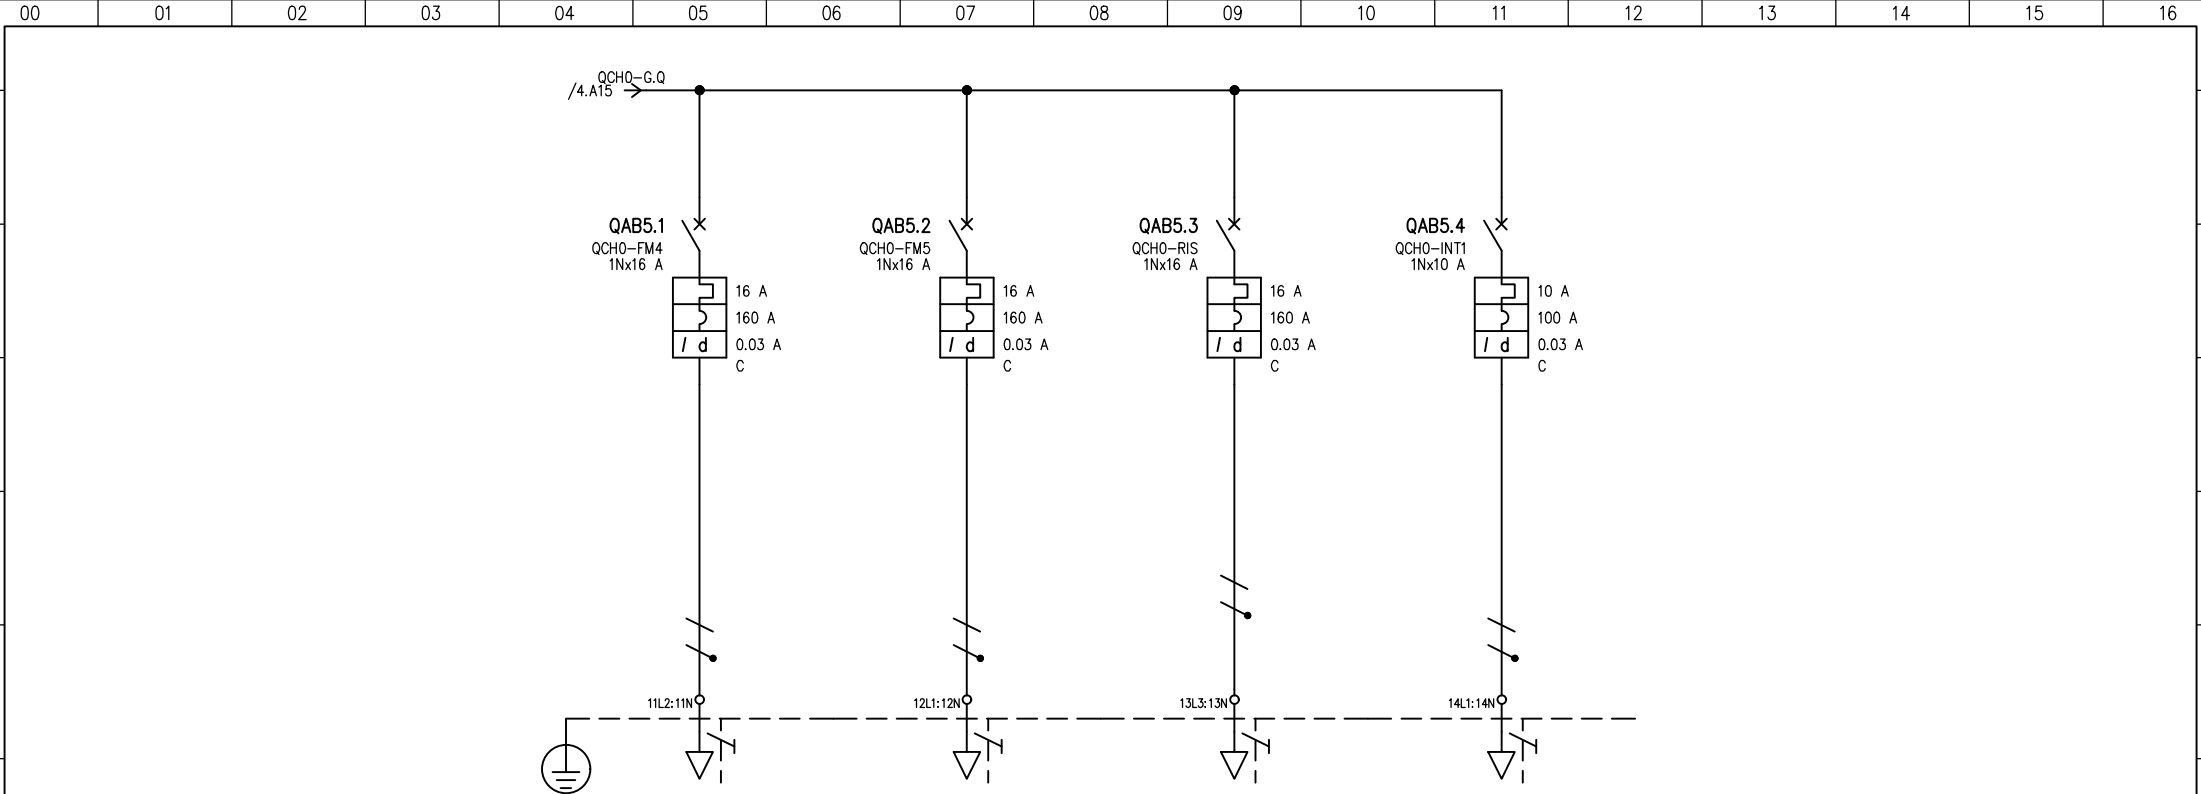 00 01 02 03 04 05 06 07 08 09 10 11 12 13 14 15 16
QCH0-G.Q
/4.A15
QAB5.1
QCH0-FM4
1Nx16 A
16 A
160 A
I d 0.03 A
C
QAB5.2
QCH0-FM5
1Nx16 A
16 A
160 A
I d 0.03 A
C
QAB5.3
QCH0-RIS
1Nx16 A
16 A
160 A
I d 0.03 A
C
QAB5.4
QCH0-INT1
1Nx10 A
10 A
100 A
I d 0.03 A
C
11L2:11N
12L1:12N
13L3:13N
14L1:14N